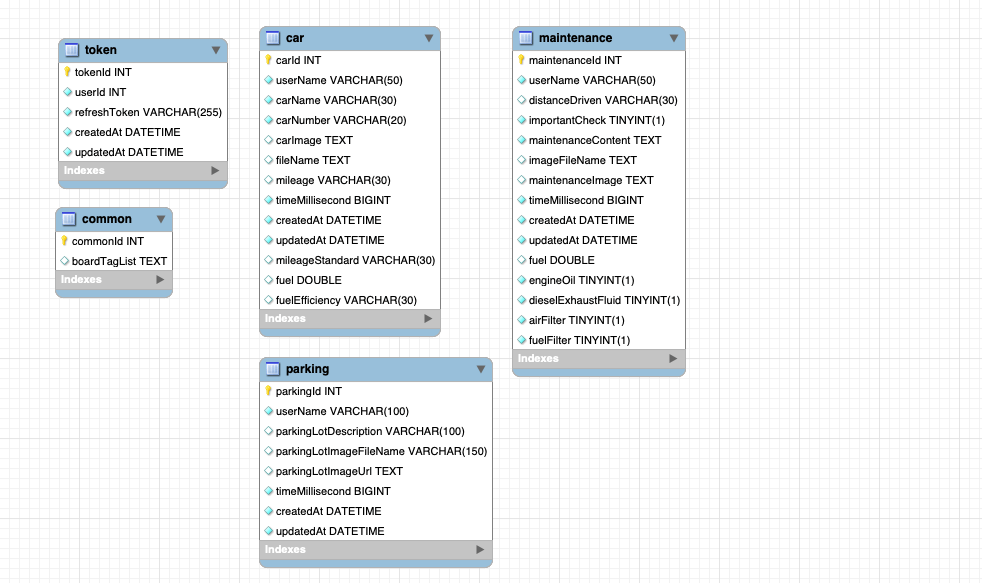 token
tokenId INT
userId INT
refreshToken VARCHAR(255)
createdAt DATETIME
updatedAt DATETIME
Indexes
common
commonId INT
boardTagList TEXT
Indexes
car
carId INT
userName VARCHAR(50)
carName VARCHAR(30)
carNumber VARCHAR(20)
carImage TEXT
fileName TEXT
mileage VARCHAR(30)
timeMillisecond BIGINT
createdAt DATETIME
updatedAt DATETIME
mileageStandard VARCHAR(30)
fuel DOUBLE
fuelEfficiency VARCHAR(30)
Indexes
parking
parkingId INT
userName VARCHAR(100)
parkingLotDescription VARCHAR(100)
parkingLotImageFileName VARCHAR(150)
parkingLotImageUrl TEXT
timeMillisecond BIGINT
createdAt DATETIME
updatedAt DATETIME
Indexes
maintenance
maintenanceId INT
userName VARCHAR(50)
distanceDriven VARCHAR(30)
importantCheck TINYINT(1)
maintenanceContent TEXT
imageFileName TEXT
maintenanceImage TEXT
timeMillisecond BIGINT
createdAt DATETIME
updatedAt DATETIME
fuel DOUBLE
engineOil TINYINT(1)
dieselExhaustFluid TINYINT(1)
airFilter TINYINT(1)
fuelFilter TINYINT(1)
Indexes